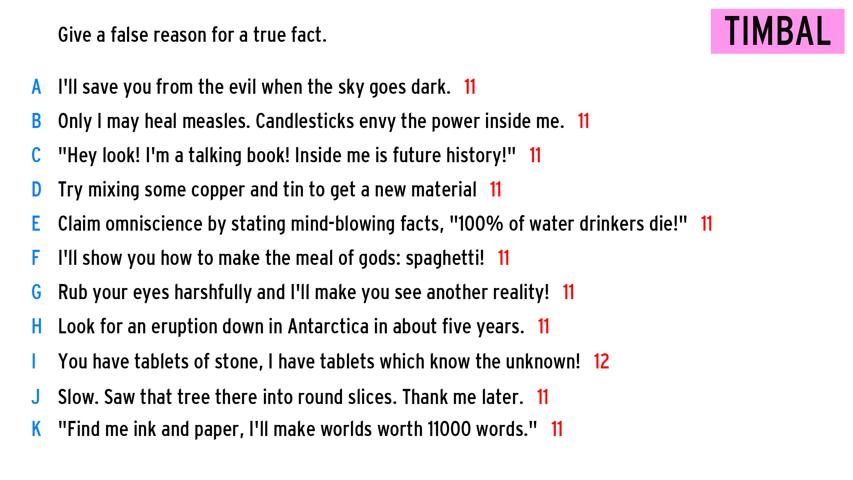 Give a false reason for a true fact.
TIMBAL
A I'll save you from the evil when the sky goes dark. 11
B Only I may heal measles. Candlesticks envy the power inside me. 11
C "Hey look! I'm a talking book! Inside me is future history!" 11
D Try mixing some copper and tin to get a new material 11
E Claim omniscience by stating mind-blowing facts, "100% of water drinkers die!" 11
F I'll show you how to make the meal of gods: spaghetti! 11
G Rub your eyes harshfully and I'll make you see another reality! 11
H Look for an eruption down in Antarctica in about five years. 11
I You have tablets of stone, I have tablets which know the unknown! 12
J Slow. Saw that tree there into round slices. Thank me later. 11
K "Find me ink and paper, I'll make worlds worth 11000 words." 11